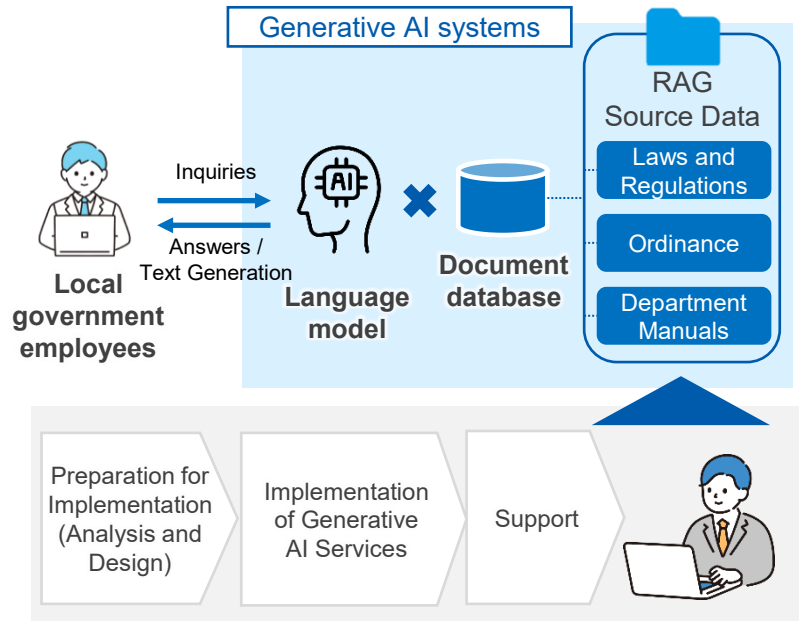 Generative AI systems
RAG
Source Data
Laws and
Regulations
Ordinance
Department
Manuals
Inquiries
AI
Answers /
Text Generation
Local
government
employees
Language
model
Document
database
Preparation for
Implementation
(Analysis and
Design)
Implementation
of Generative
AI Services
Support